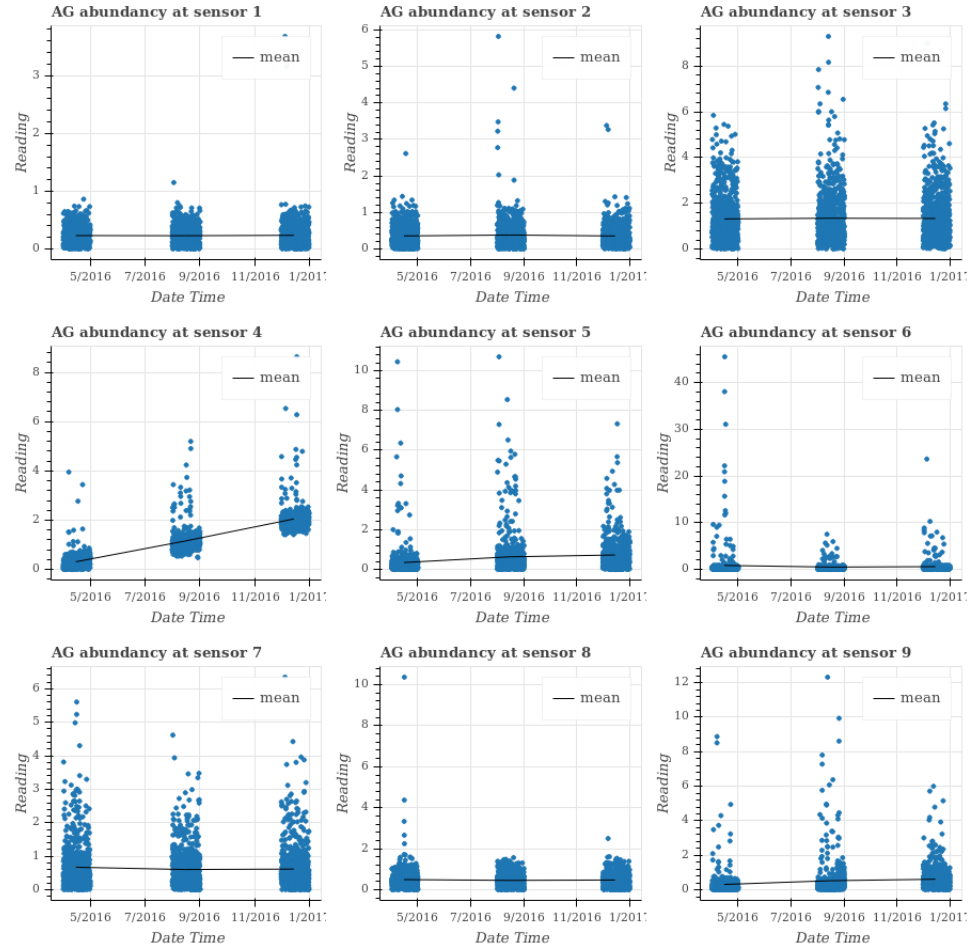 AG abundancy at sensor 1
mean
3
2
1
0
Reading
5/2016 7/2016 9/2016 11/2016 1/2017
Date Time
AG abundancy at sensor 2
mean
6
5
4
3
2
1
0
Reading
5/2016 7/2016 9/2016 11/2016 1/2017
Date Time
AG abundancy at sensor 3
mean
8
6
4
2
0
Reading
5/2016 7/2016 9/2016 11/2016 1/2017
Date Time
AG abundancy at sensor 4
mean
8
6
4
2
0
Reading
5/2016 7/2016 9/2016 11/2016 1/2017
Date Time
AG abundancy at sensor 5
mean
10
8
6
4
2
0
Reading
5/2016 7/2016 9/2016 11/2016 1/2017
Date Time
AG abundancy at sensor 6
mean
40
30
20
10
0
Reading
5/2016 7/2016 9/2016 11/2016 1/2017
Date Time
AG abundancy at sensor 7
mean
6
5
4
3
2
1
0
Reading
5/2016 7/2016 9/2016 11/2016 1/2017
Date Time
AG abundancy at sensor 8
mean
10
8
6
4
2
0
Reading
5/2016 7/2016 9/2016 11/2016 1/2017
Date Time
AG abundancy at sensor 9
mean
12
10
8
6
4
2
0
Reading
5/2016 7/2016 9/2016 11/2016 1/2017
Date Time